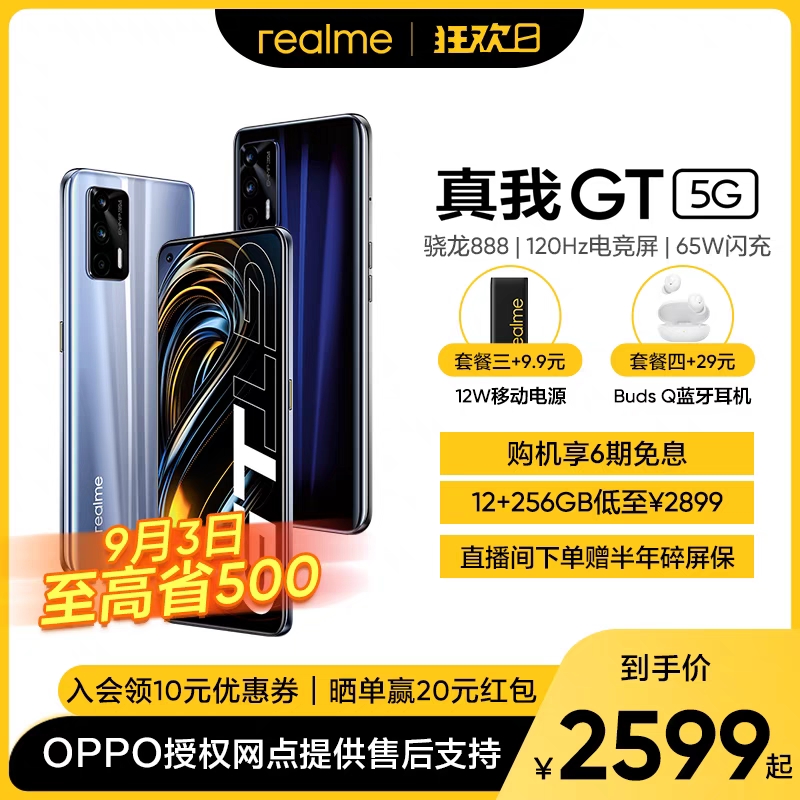 realme | 狂欢日
真我GT 5G
骁龙888 | 120Hz电竞屏 | 65W闪充
realme
套餐三+9.9元
套餐四+29元
12W移动电源
Buds Q蓝牙耳机
购机享6期免息
12+256GB低至¥2899
直播间下单赠半年碎屏保
realme
GT
9月3日
至高省500
入会领10元优惠券 | 晒单赢20元红包
OPPO授权网点提供售后支持
到手价
¥2599起